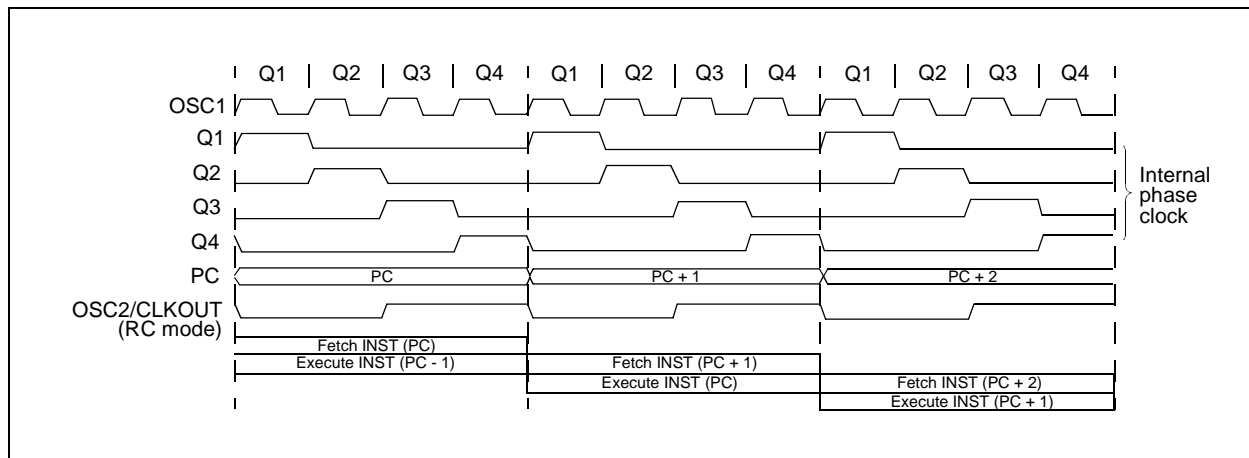 Q1 Q2 Q3 Q4 Q1 Q2 Q3 Q4 Q1 Q2 Q3 Q4
OSC1
Q1
Q2
Q3
Q4
Internal
phase
clock
PC
PC
PC + 1
PC + 2
OSC2/CLKOUT
(RC mode)
Fetch INST (PC)
Execute INST (PC - 1)
Fetch INST (PC + 1)
Execute INST (PC)
Fetch INST (PC + 2)
Execute INST (PC + 1)